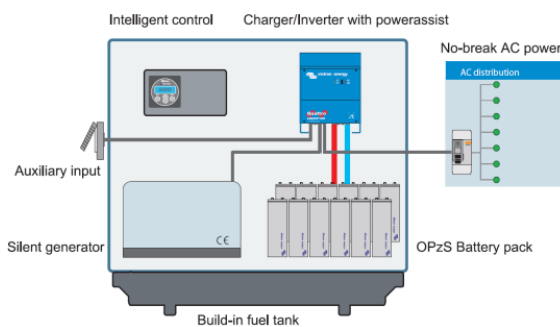 Intelligent control
Charger/Inverter with powerassist
No-break AC power
AC distribution
victron energy
Quattro
Auxiliary input
Silent generator
CE
OPzS Battery pack
Build-in fuel tank